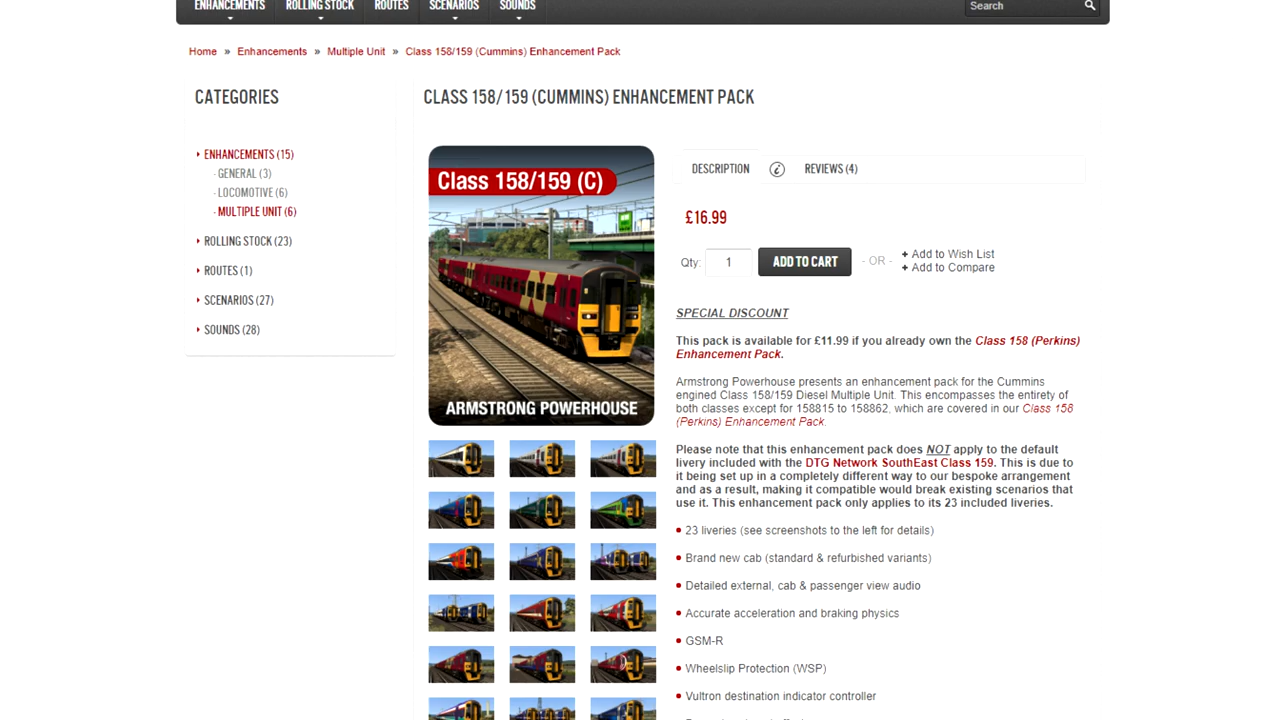 ENHANCEMENTS ROLLING STOCK ROUTES SCENARIOS SOUNDS Search
Home » Enhancements » Multiple Unit » Class 158/159 (Cummins) Enhancement Pack
CATEGORIES
ENHANCEMENTS (15)
- GENERAL (3)
- LOCOMOTIVE (6)
- MULTIPLE UNIT (6)
ROLLING STOCK (23)
ROUTES (1)
SCENARIOS (27)
SOUNDS (28)
CLASS 158/159 (CUMMINS) ENHANCEMENT PACK
Class 158/159 (C)
ARMSTRONG POWERHOUSE
DESCRIPTION i REVIEWS (4)
£16.99
Qty: 1 ADD TO CART - OR - + Add to Wish List
+ Add to Compare
SPECIAL DISCOUNT
This pack is available for £11.99 if you already own the Class 158 (Perkins)
Enhancement Pack.
Armstrong Powerhouse presents an enhancement pack for the Cummins
engined Class 158/159 Diesel Multiple Unit. This encompasses the entirety of
both classes except for 158815 to 158862, which are covered in our Class 158
(Perkins) Enhancement Pack.
Please note that this enhancement pack does NOT apply to the default
livery included with the DTG Network SouthEast Class 159. This is due to
it being set up in a completely different way to our bespoke arrangement
and as a result, making it compatible would break existing scenarios that
use it. This enhancement pack only applies to its 23 included liveries.
• 23 liveries (see screenshots to the left for details)
• Brand new cab (standard & refurbished variants)
• Detailed external, cab & passenger view audio
• Accurate acceleration and braking physics
• GSM-R
• Wheelslip Protection (WSP)
• Vultron destination indicator controller